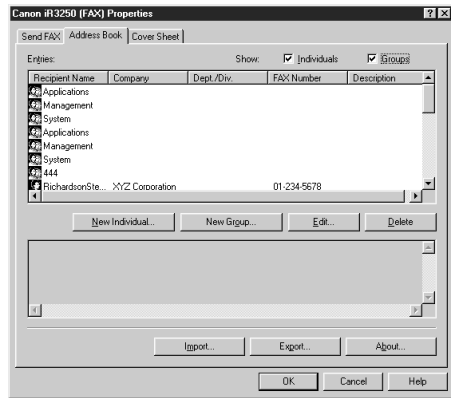 Canon iR3250 (FAX) Properties
Send FAX Address Book Cover Sheet
Entries: Show: Individuals Groups
Recipient Name Company Dept./Div. FAX Number Description
Applications
Management
System
Applications
Management
System
444
RichardsonSte... XYZ Corporation 01-234-5678
New Individual... New Group... Edit... Delete
Import... Export... About...
OK Cancel Help